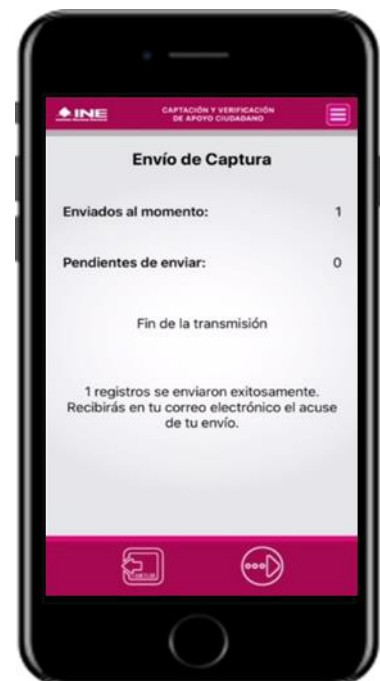 INE
CAPTACIÓN Y VERIFICACIÓN
DE APOYO CIUDADANO
Envío de Captura
Enviados al momento: 1
Pendientes de enviar: 0
Fin de la transmisión
1 registros se enviaron exitosamente.
Recibirás en tu correo electrónico el acuse
de tu envío.